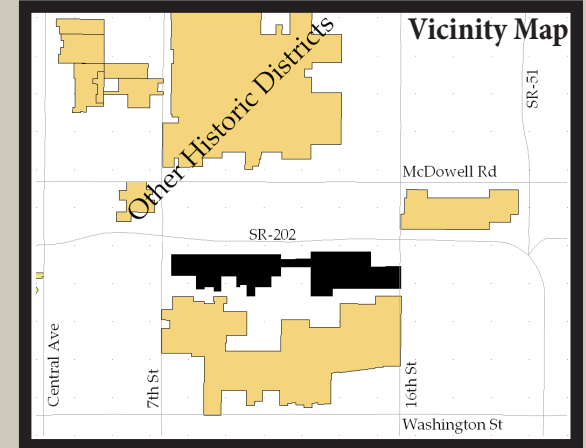 Vicinity Map
Other Historic Districts
SR-51
McDowell Rd
SR-202
Central Ave
7th St
16th St
Washington St